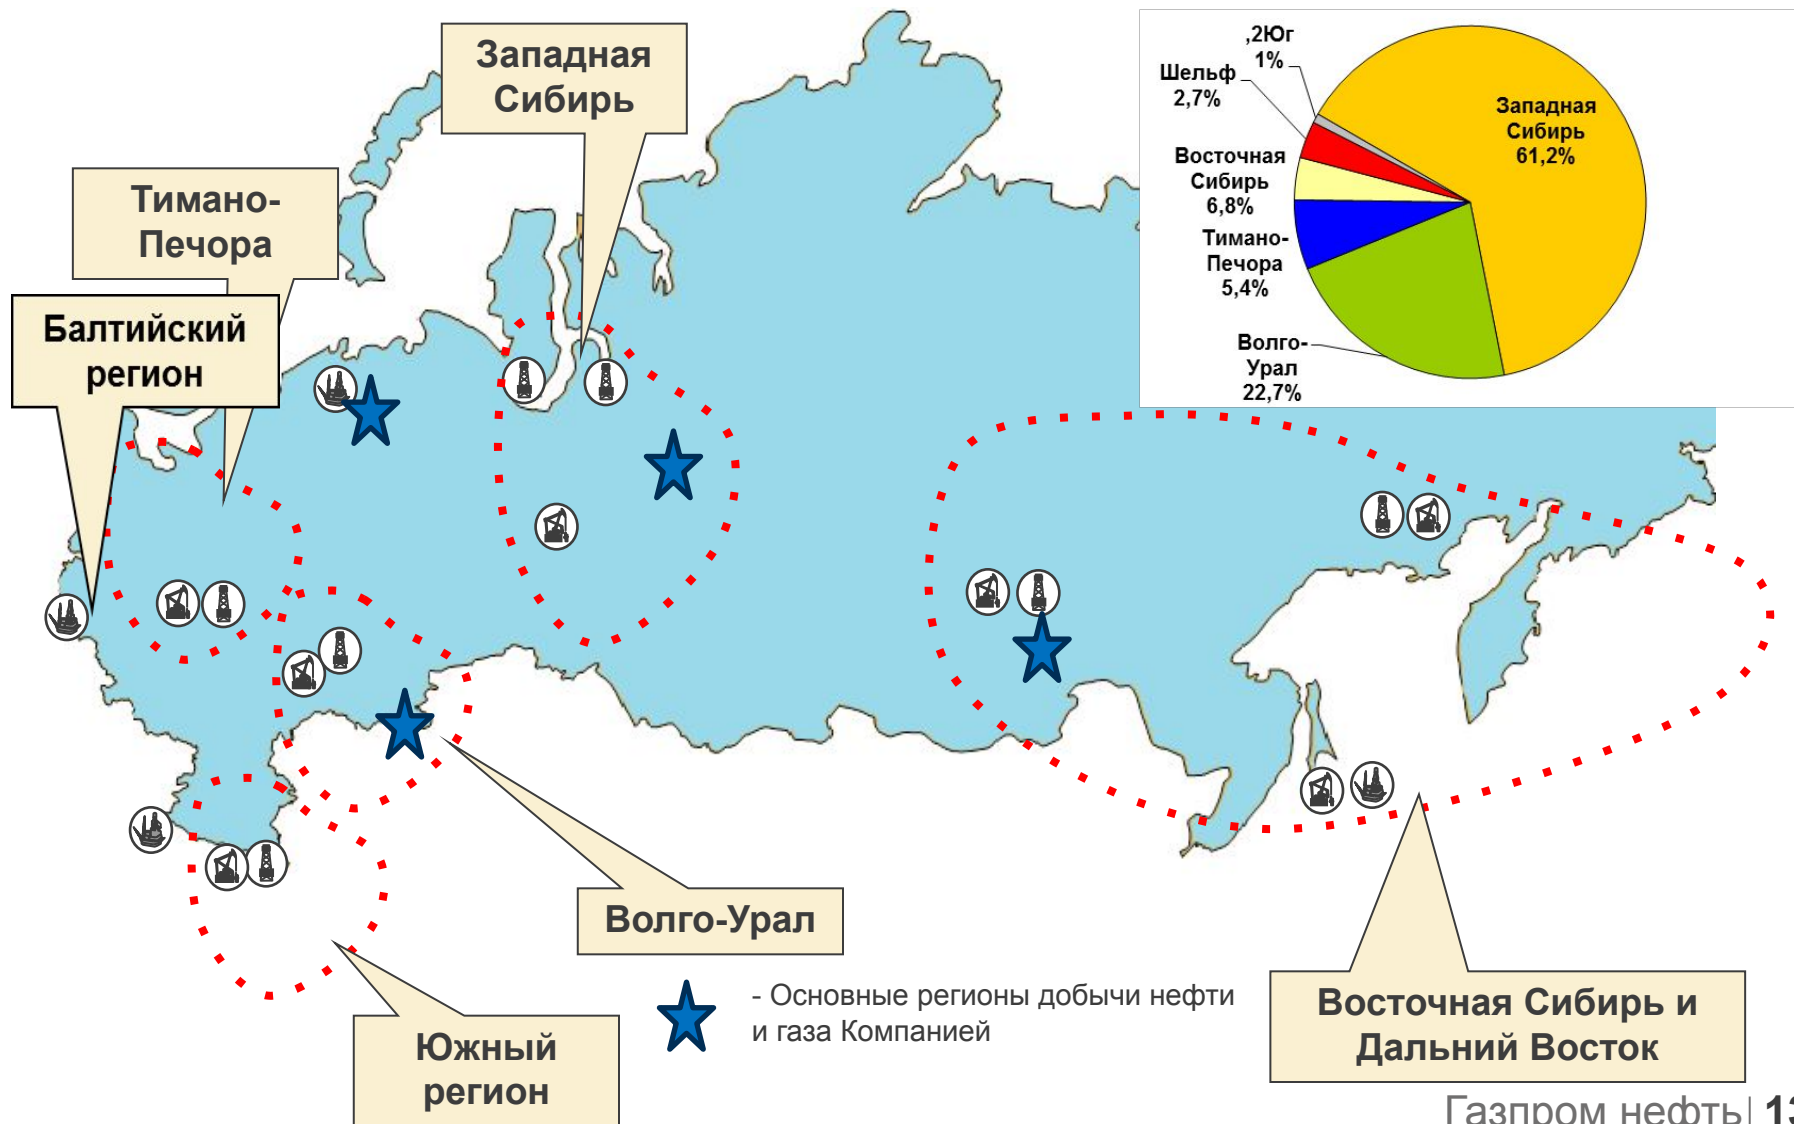 Западная
Сибирь
Тимано-
Печора
Балтийский
регион
,2Юг
1%
Шельф
2,7%
Восточная
Сибирь
6,8%
Тимано-
Печора
5,4%
Волго-
Урал
22,7%
Западная
Сибирь
61,2%
Волго-Урал
- Основные регионы добычи нефти
и газа Компанией
Южный
регион
Восточная Сибирь и
Дальний Восток
Газпром нефть| 13